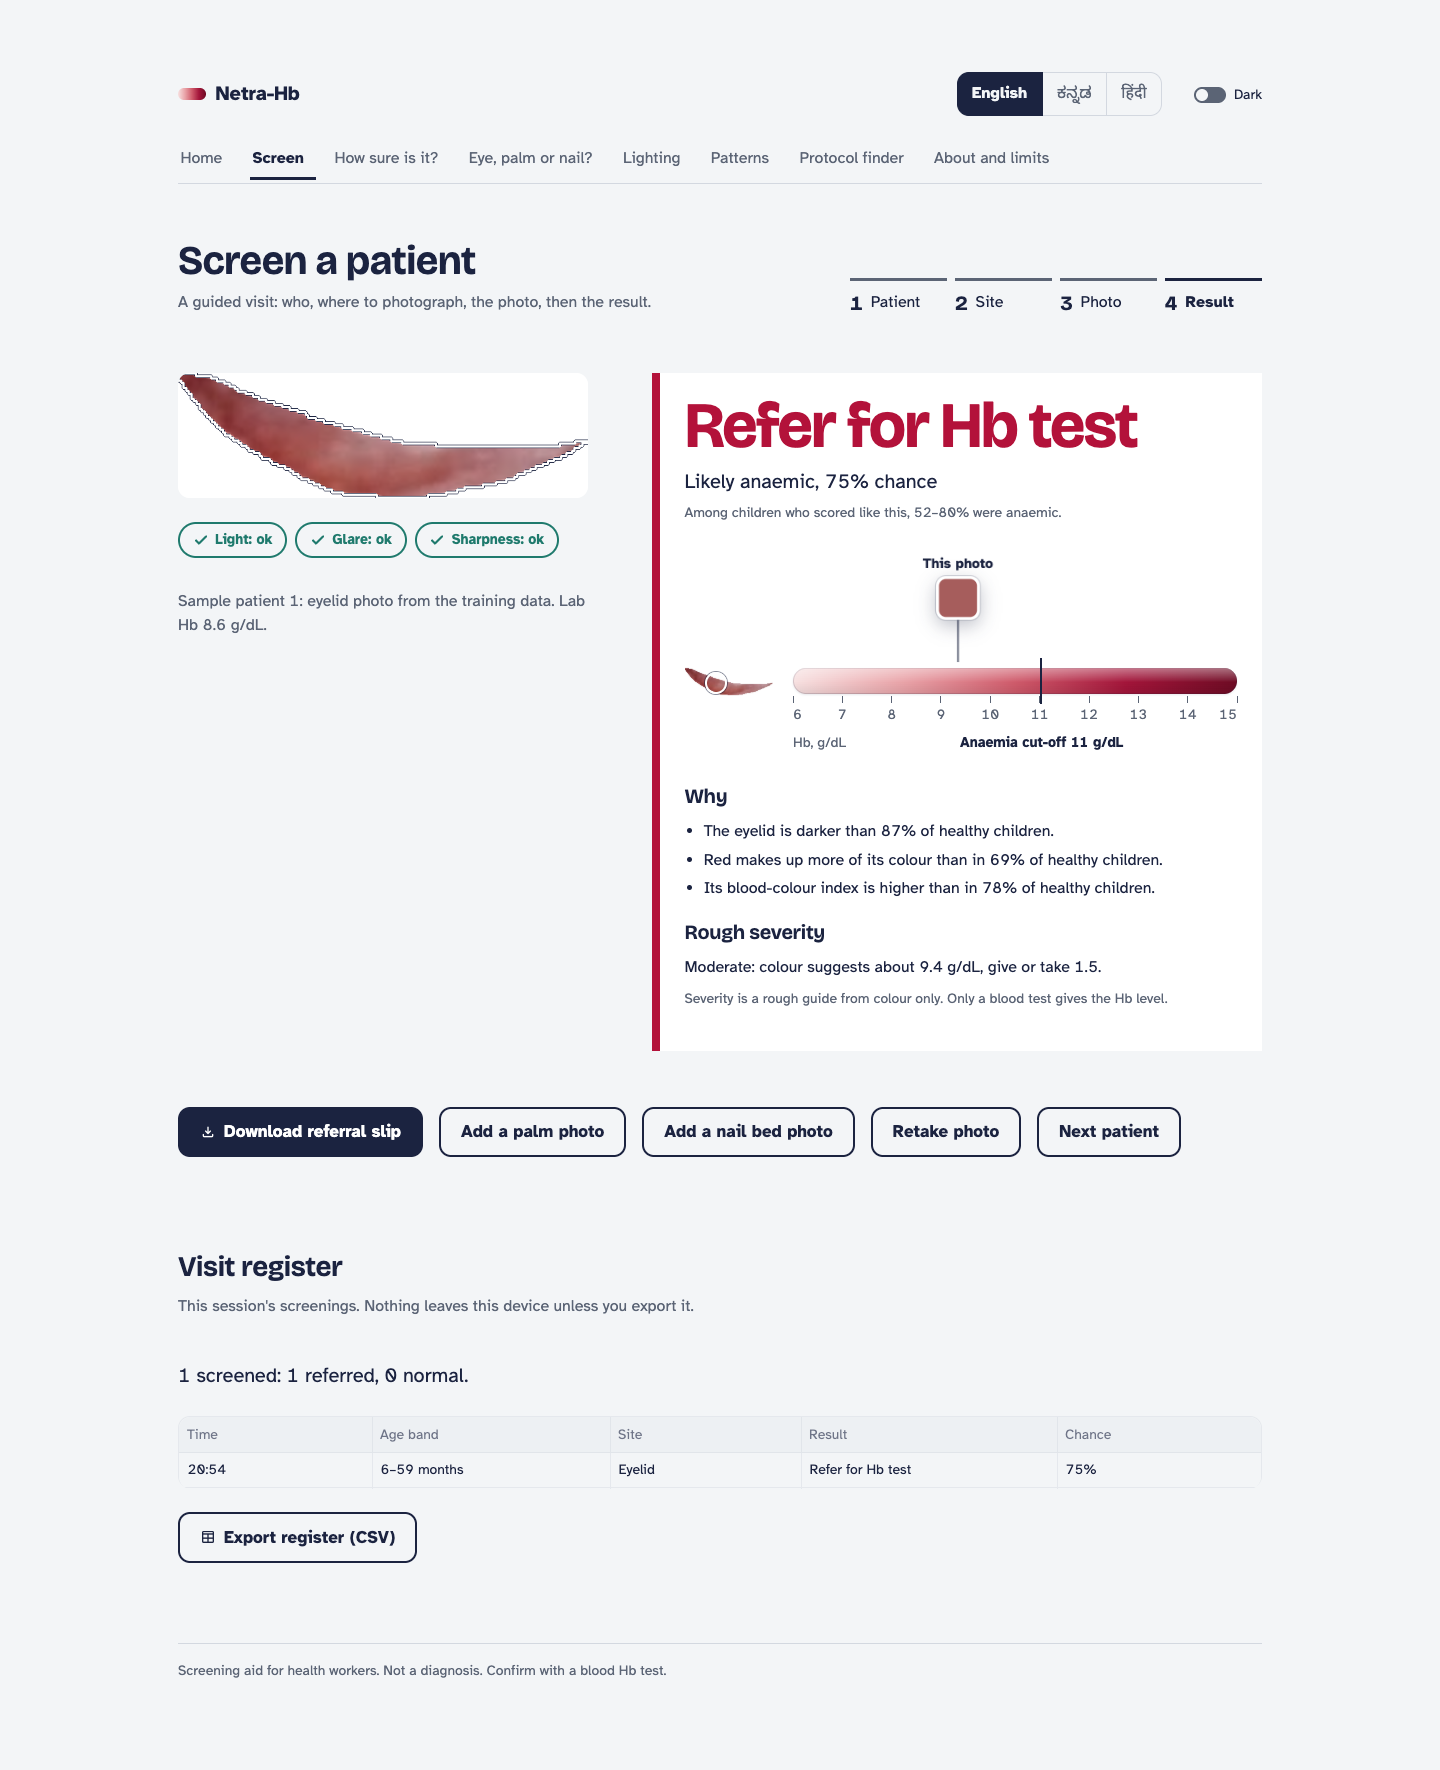 Netra-Hb
English ಕನ್ನಡ हिंदी Dark
Home Screen How sure is it? Eye, palm or nail? Lighting Patterns Protocol finder About and limits
Screen a patient
A guided visit: who, where to photograph, the photo, then the result.
1 Patient 2 Site 3 Photo 4 Result
Light: ok Glare: ok Sharpness: ok
Sample patient 1: eyelid photo from the training data. Lab
Hb 8.6 g/dL.
Refer for Hb test
Likely anaemic, 75% chance
Among children who scored like this, 52–80% were anaemic.
This photo
6 7 8 9 10 11 12 13 14 15
Hb, g/dL Anaemia cut-off 11 g/dL
Why
• The eyelid is darker than 87% of healthy children.
• Red makes up more of its colour than in 69% of healthy children.
• Its blood-colour index is higher than in 78% of healthy children.
Rough severity
Moderate: colour suggests about 9.4 g/dL, give or take 1.5.
Severity is a rough guide from colour only. Only a blood test gives the Hb level.
Download referral slip Add a palm photo Add a nail bed photo Retake photo Next patient
Visit register
This session's screenings. Nothing leaves this device unless you export it.
1 screened: 1 referred, 0 normal.
Time Age band Site Result Chance
20:54 6–59 months Eyelid Refer for Hb test 75%
Export register (CSV)
Screening aid for health workers. Not a diagnosis. Confirm with a blood Hb test.